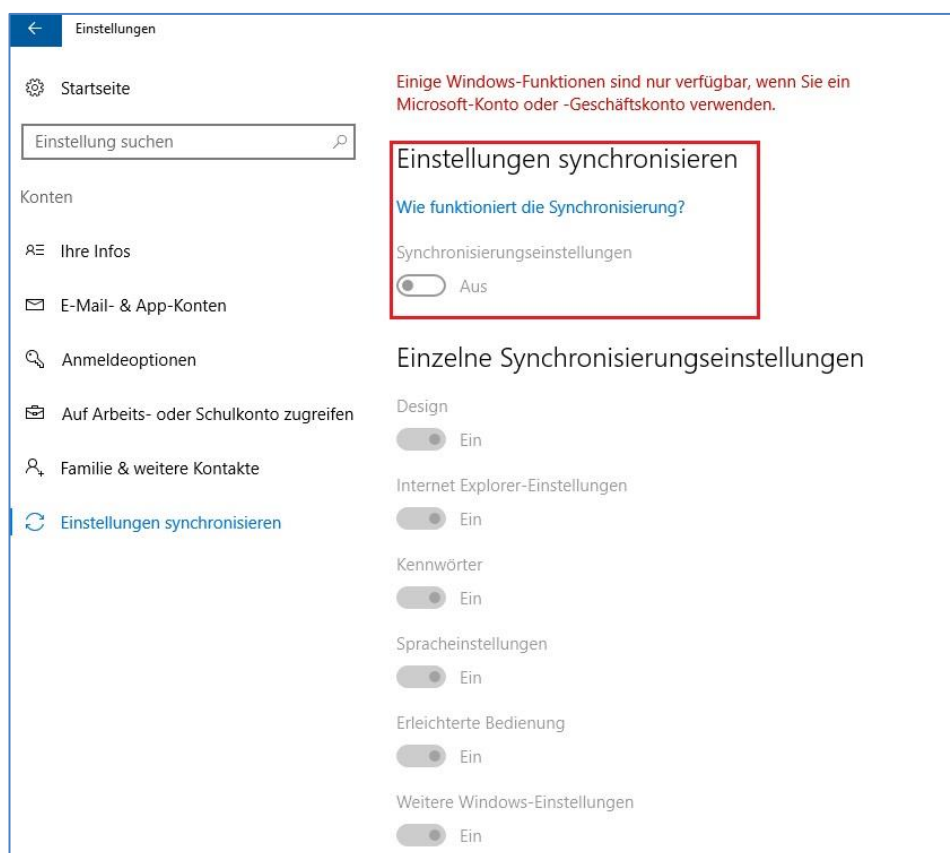 Einstellungen
Startseite
Einstellung suchen
Konten
Ihre Infos
E-Mail- & App-Konten
Anmeldeoptionen
Auf Arbeits- oder Schulkonto zugreifen
Familie & weitere Kontakte
Einstellungen synchronisieren
Einige Windows-Funktionen sind nur verfügbar, wenn Sie ein
Microsoft-Konto oder -Geschäftskonto verwenden.
Einstellungen synchronisieren
Wie funktioniert die Synchronisierung?
Synchronisierungseinstellungen
Aus
Einzelne Synchronisierungseinstellungen
Design
Ein
Internet Explorer-Einstellungen
Ein
Kennwörter
Ein
Spracheinstellungen
Ein
Erleichterte Bedienung
Ein
Weitere Windows-Einstellungen
Ein